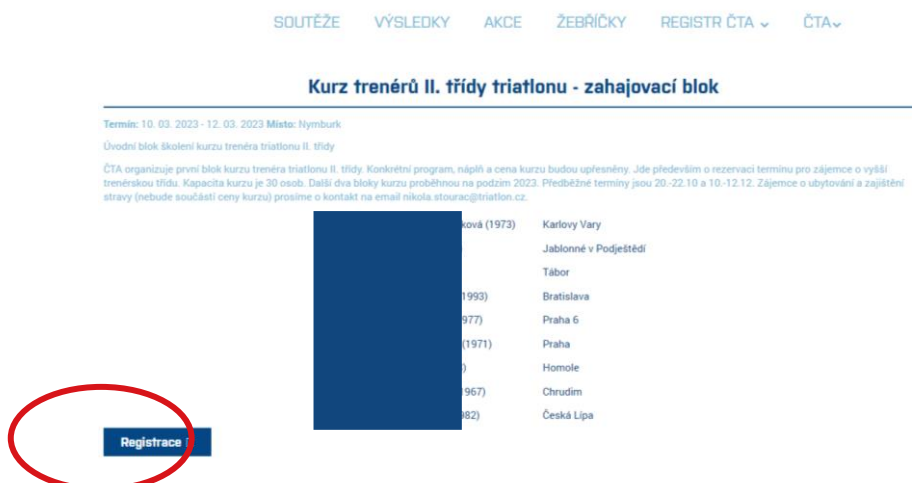 SOUTĚŽE VÝSLEDKY AKCE ŽEBŘÍČKY REGISTR ČTA ČTA
Kurz trenérů II. třídy triatlonu - zahajovací blok
Termín: 10. 03. 2023 - 12. 03. 2023 Místo: Nymburk
Úvodní blok školení kurzu trenéra triatlonu II. třídy
ČTA organizuje první blok kurzu trenéra triatlonu II. třídy. Konkrétní program, náplň a cena kurzu budou upřesněny. Jde především o rezervaci termínu pro zájemce o vyšší
trenérskou třídu. Kapacita kurzu je 30 osob. Další dva bloky kurzu proběhnou na podzim 2023. Předběžné termíny jsou 20.-22.10 a 10.-12.12. Zájemce o ubytování a zajištění
stravy (nebude součástí ceny kurzu) prosíme o kontakt na email nikola.stourac@triatlon.cz.
ková (1973) Karlovy Vary
Jablonné v Podještědí
Tábor
1993) Bratislava
977) Praha 6
(1971) Praha
) Homole
1967) Chrudim
982) Česká Lípa
Registrace